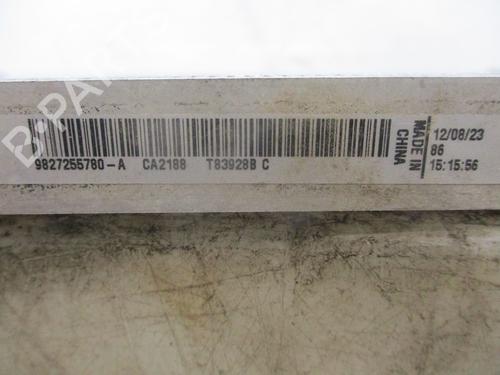 B-PARTS
9827255780-A CA2188 T83928B C
MADE IN
CHINA
12/08/23
86
15:15:56